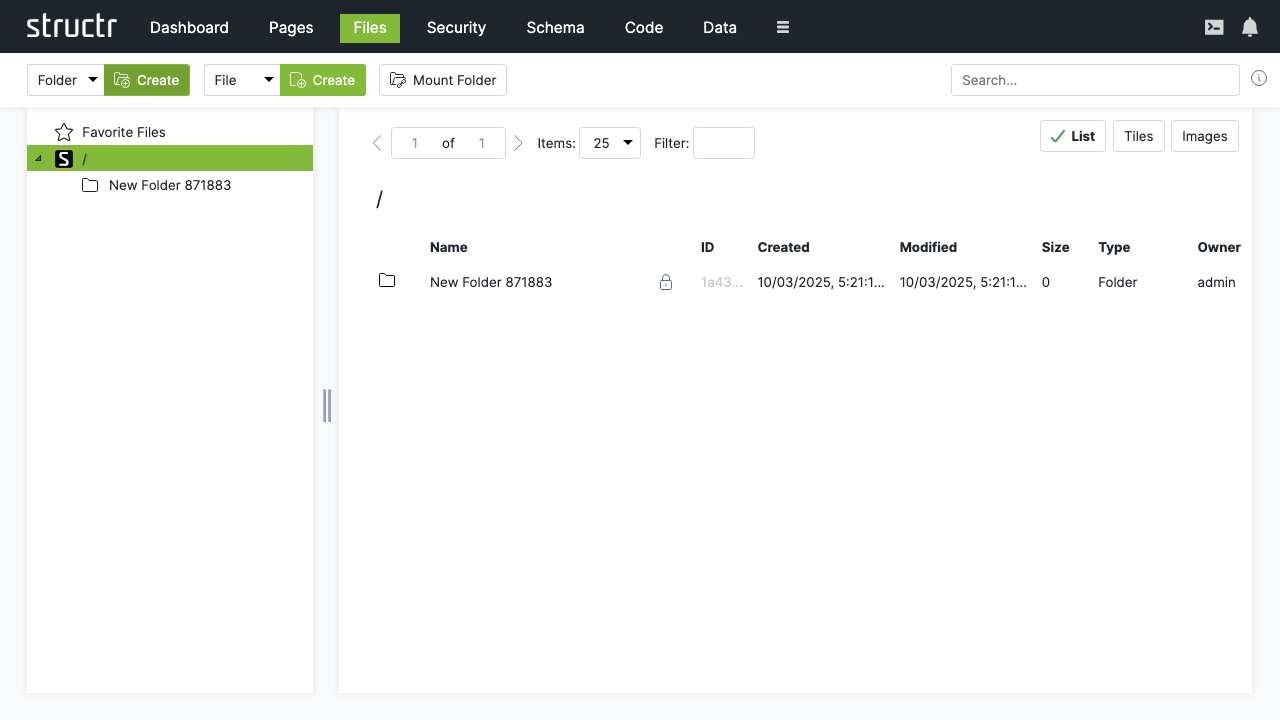 structr Dashboard Pages Files Security Schema Code Data
Folder Create File Create Mount Folder Search...
Favorite Files
/
New Folder 871883
1 of 1 Items: 25 Filter: List Tiles Images
/
Name ID Created Modified Size Type Owner
New Folder 871883 1a43... 10/03/2025, 5:21:1... 10/03/2025, 5:21:1... 0 Folder admin